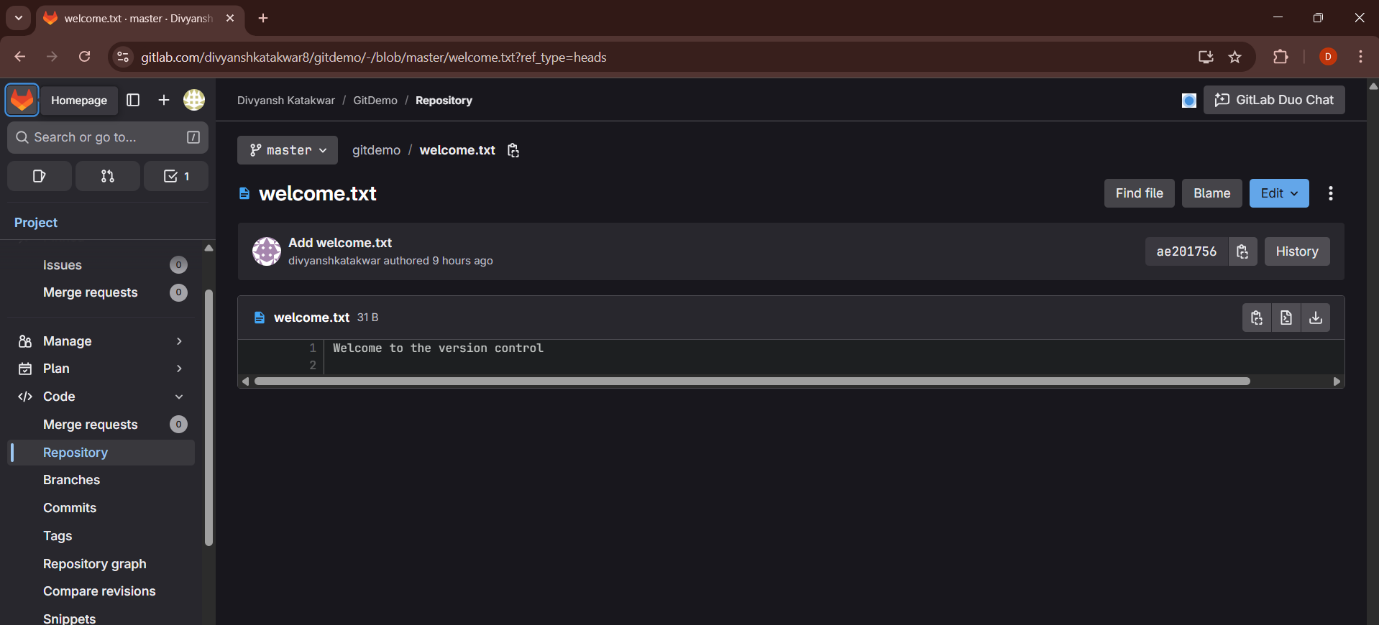 welcome.txt · master · Divyansh
gitlab.com/divyanshkatakwar8/gitdemo/-/blob/master/welcome.txt?ref_type=heads
D
Homepage
Divyansh Katakwar / GitDemo / Repository
GitLab Duo Chat
Search or go to...
/
master
gitdemo / welcome.txt
1
welcome.txt
Find file
Blame
Edit
Project
Add welcome.txt
divyanshkatakwar authored 9 hours ago
ae201756
History
Issues 0
Merge requests 0
welcome.txt 31 B
1 Welcome to the version control
2
Manage
Plan
Code
Merge requests 0
Repository
Branches
Commits
Tags
Repository graph
Compare revisions
Snippets